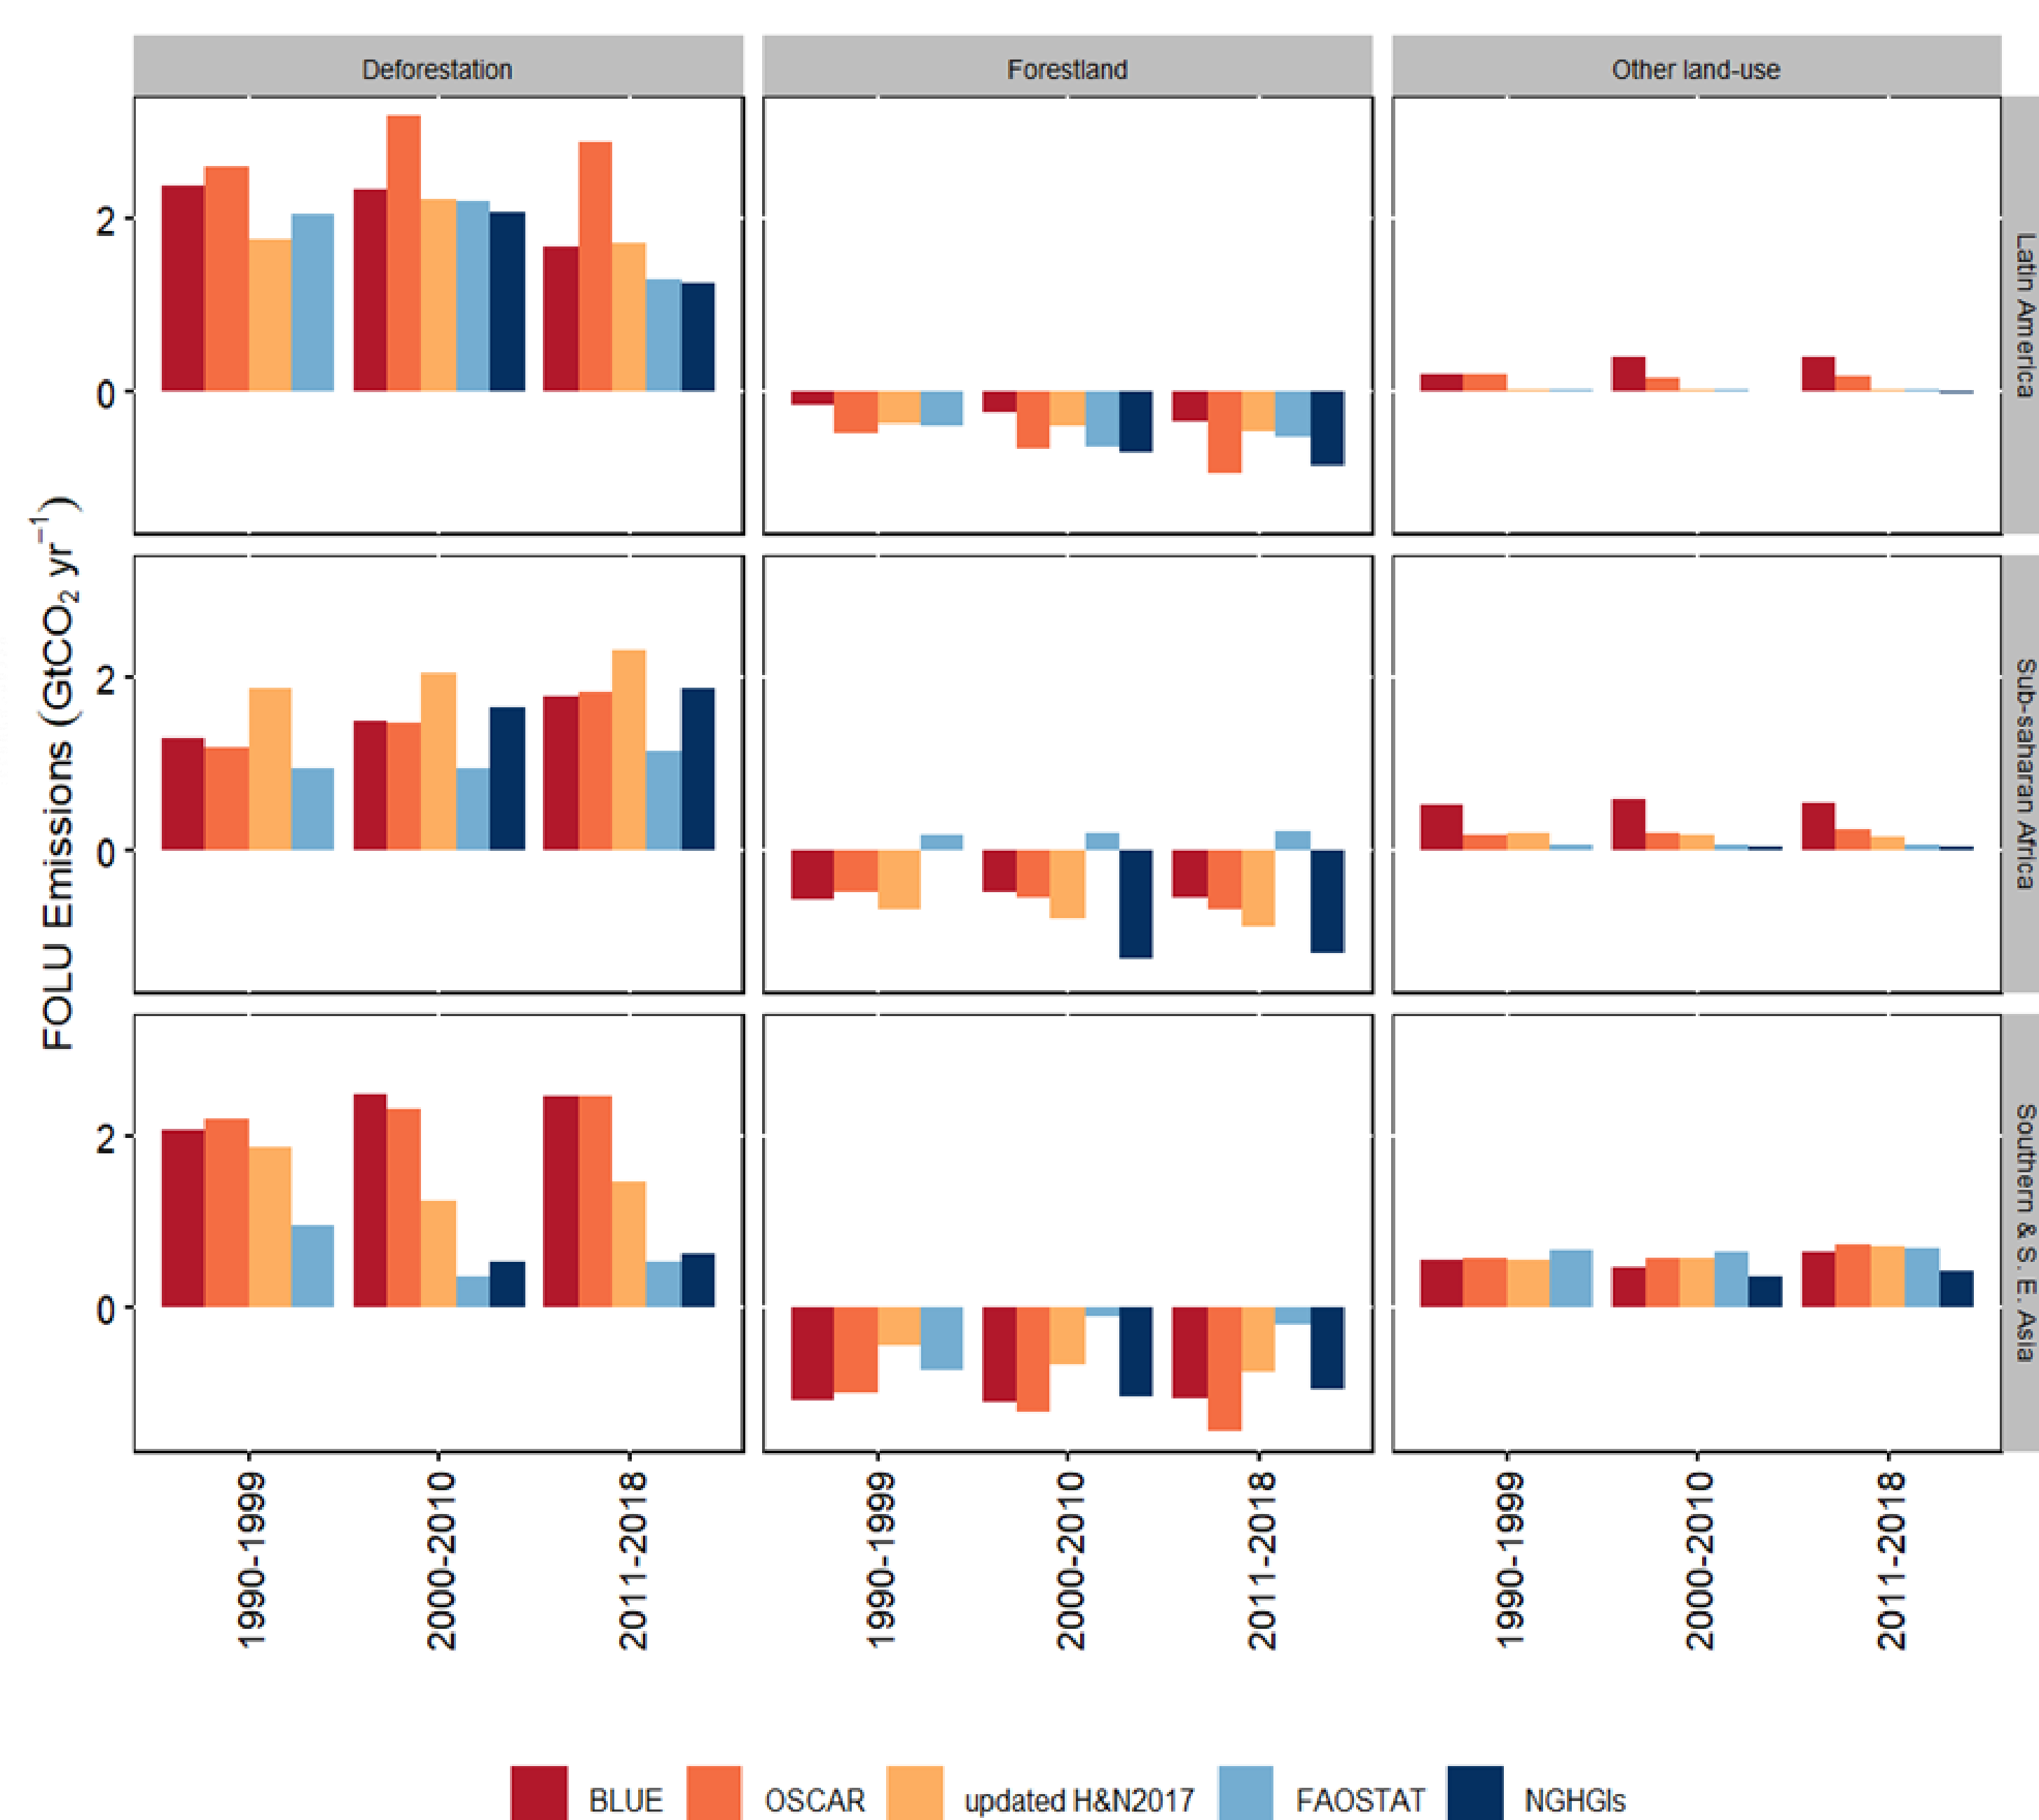 Deforestation
Forestland
Other land-use
FOLU Emissions (GtCO₂ yr⁻¹)
2
0
Latin America
2
0
Sub-saharan Africa
2
0
Southern & S. E. Asia
1990-1999
2000-2010
2011-2018
1990-1999
2000-2010
2011-2018
1990-1999
2000-2010
2011-2018
BLUE
OSCAR
updated H&N2017
FAOSTAT
NGHGIs